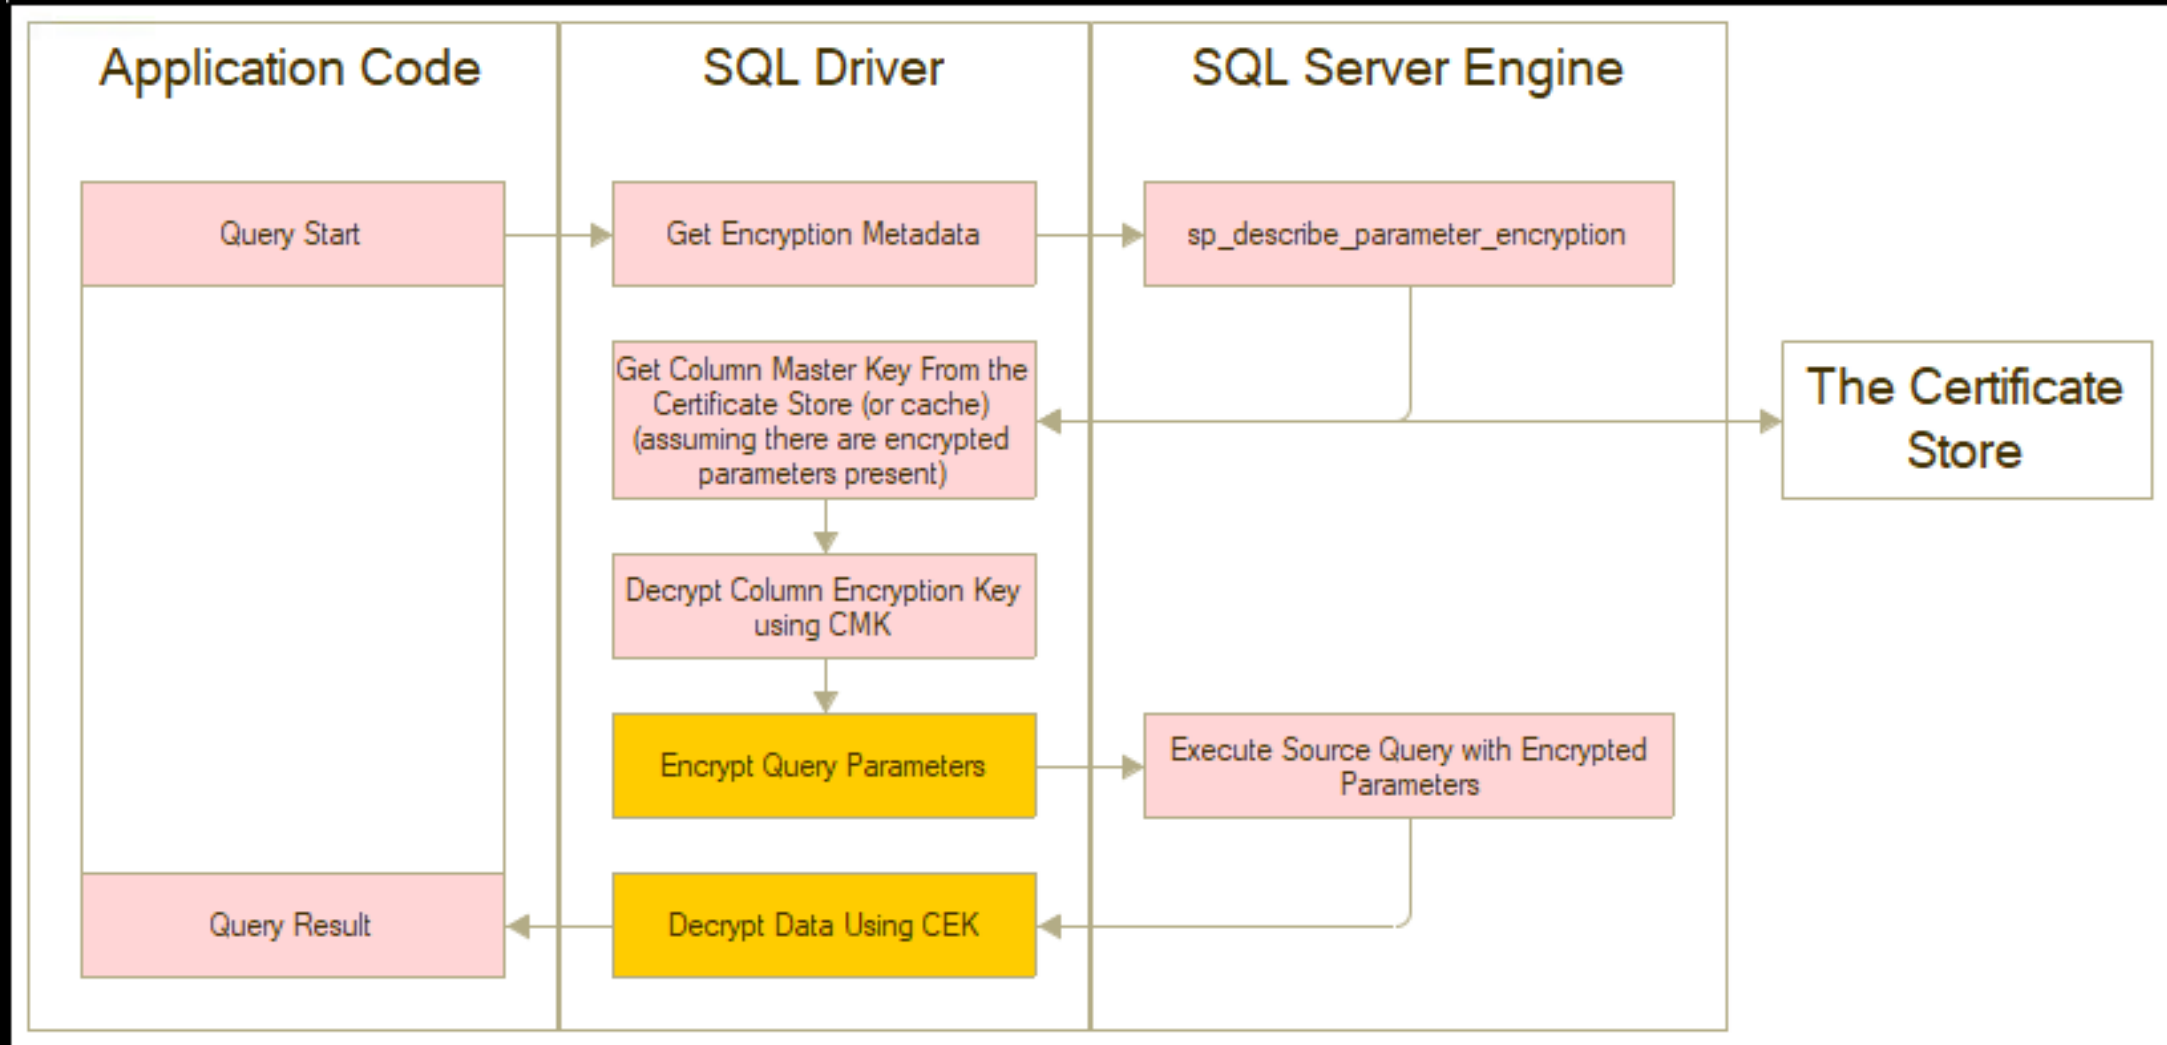 Application Code
SQL Driver
SQL Server Engine
Query Start
Get Encryption Metadata
sp_describe_parameter_encryption
Get Column Master Key From the
Certificate Store (or cache)
(assuming there are encrypted
parameters present)
The Certificate
Store
Decrypt Column Encryption Key
using CMK
Encrypt Query Parameters
Execute Source Query with Encrypted
Parameters
Query Result
Decrypt Data Using CEK